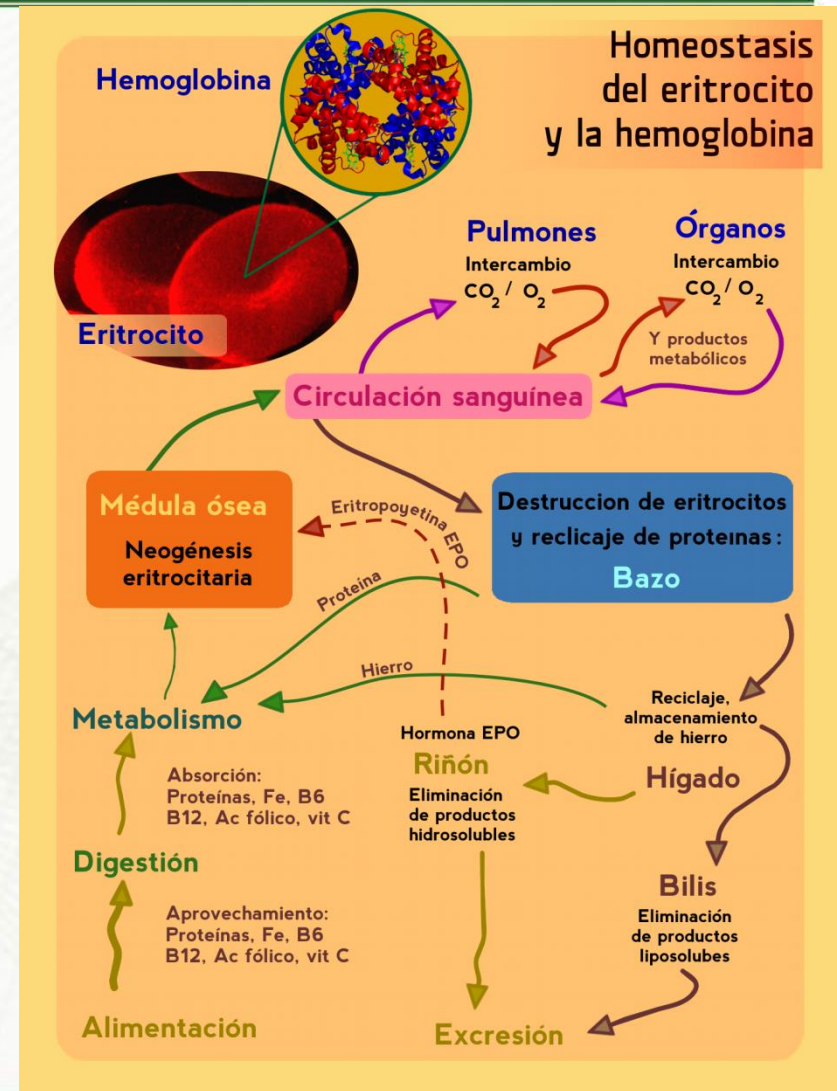 Homeostasis
del eritrocito
y la hemoglobina
Hemoglobina
Eritrocito
Pulmones
Intercambio
CO2 / O2
Órganos
Intercambio
CO2 / O2
Y productos
metabólicos
Circulación sanguínea
Médula ósea
Neogénesis
eritrocitaria
Eritropoyetina EPO
Destruccion de eritrocitos
y reclicaje de proteınas:
Bazo
Proteína
Hierro
Metabolismo
Hormona EPO
Riñón
Eliminación
de productos
hidrosolubles
Reciclaje,
almacenamiento
de hierro
Hígado
Absorción:
Proteínas, Fe, B6
B12, Ac fólico, vit C
Digestión
Bilis
Eliminación
de productos
liposolubes
Aprovechamiento:
Proteínas, Fe, B6
B12, Ac fólico, vit C
Alimentación
Excresión